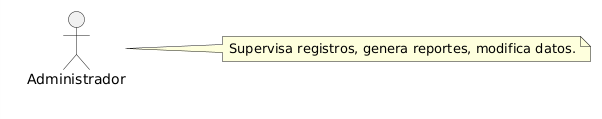 Supervisa registros, genera reportes, modifica datos.
Administrador